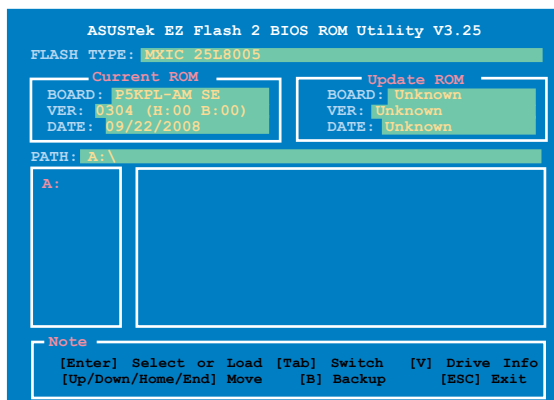 ASUSTek EZ Flash 2 BIOS ROM Utility V3.25
FLASH TYPE: MXIC 25L8005
Current ROM
BOARD: P5KPL-AM SE
VER: 0304 (H:00 B:00)
DATE: 09/22/2008
Update ROM
BOARD: Unknown
VER: Unknown
DATE: Unknown
PATH: A:\
A:
Note
[Enter] Select or Load [Tab] Switch [V] Drive Info
[Up/Down/Home/End] Move [B] Backup [ESC] Exit